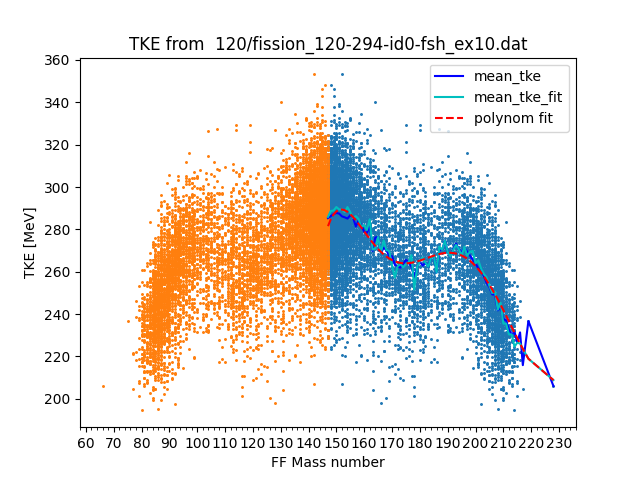 TKE from  120/fission_120-294-id0-fsh_ex10.dat
360
340
320
300
280
260
240
220
200
TKE [MeV]
mean_tke
mean_tke_fit
polynom fit
60 70 80 90 100 110 120 130 140 150 160 170 180 190 200 210 220 230
FF Mass number